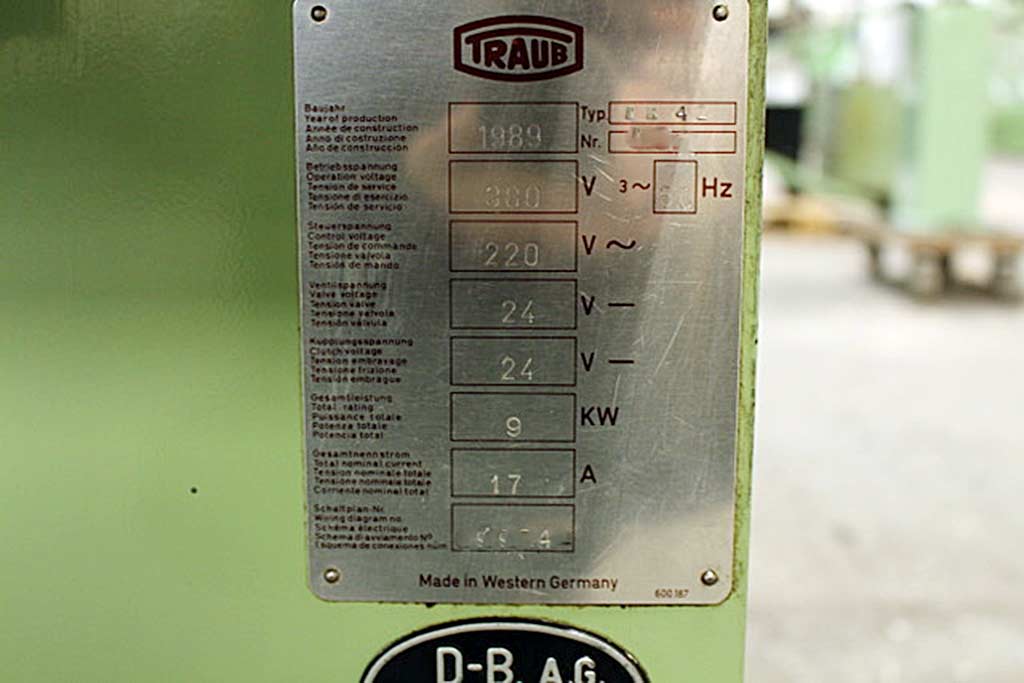 TRAUB
Baujahr
Year of production
Année de construction
Anno di costruzione
Año de construcción
1989
Typ. 42
Nr.
Betriebsspannung
Operation voltage
Tension de service
Tensione di esercizio
Tensión de servicio
380 V 3~ Hz
Steuerspannung
Control voltage
Tension de commande
Tensione valvola
Tensión de mando
220 V ~
Ventilspannung
Valve voltage
Tension valve
Tensione valvola
Tensión válvula
24 V —
Kupplungsspannung
Clutch voltage
Tension embrayage
Tensione frizione
Tensión embrague
24 V —
Gesamtleistung
Total rating
Puissance totale
Potenza totale
Potencia total
9 KW
Gesamtnennstrom
Total nominal current
Tension nominale totale
Tensione nominale totale
Corriente nominal total
17 A
Schaltplan-Nr.
Wiring diagram no.
Schéma électrique
Schema di avviamento Nº
Esquema de conexiones núm.
Made in Western Germany
600.187
D-B. A.G.